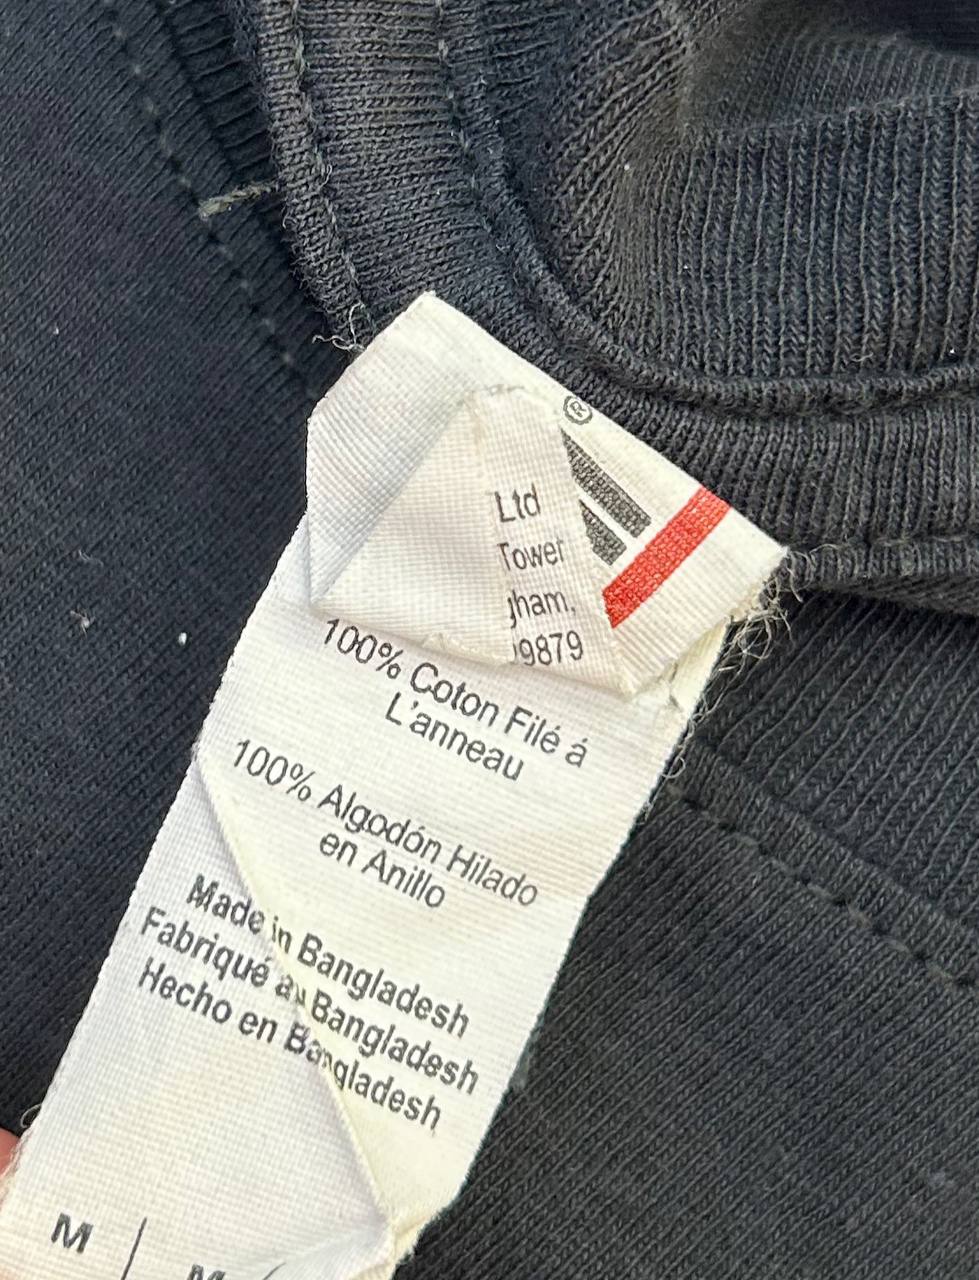 ®
Ltd
Tower
gham,
9879
100% Coton Filé á
L'anneau
100% Algodón Hilado
en Anillo
Made in Bangladesh
Fabriqué au Bangladesh
Hecho en Bangladesh
M | M /